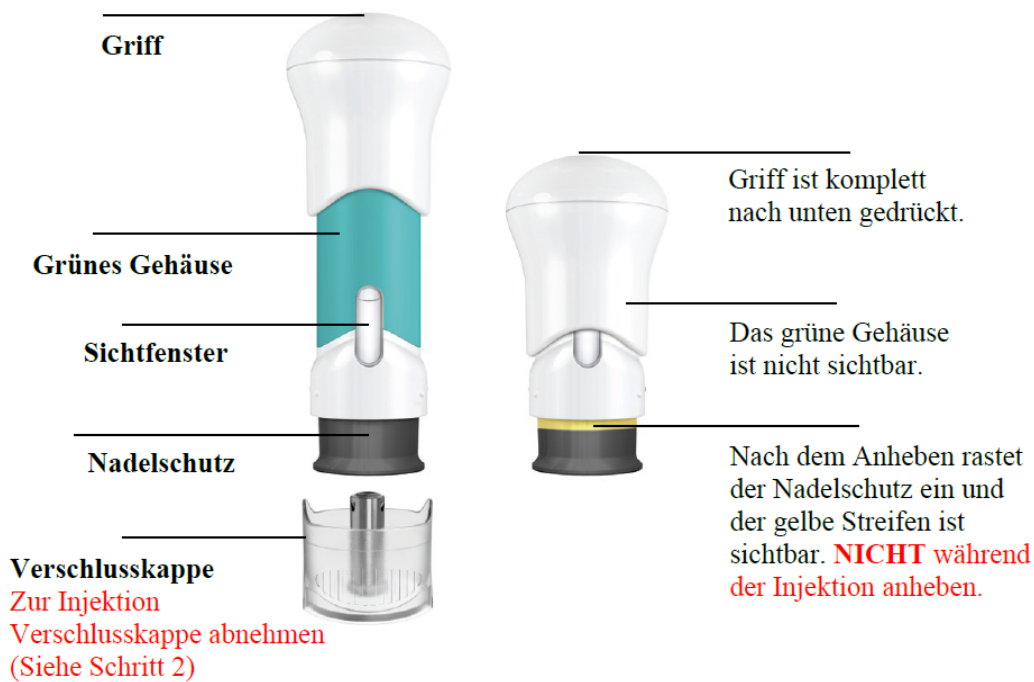 Griff
Grünes Gehäuse
Sichtfenster
Nadelschutz
Verschlusskappe
Zur Injektion
Verschlusskappe abnehmen
(Siehe Schritt 2)
Griff ist komplett
nach unten gedrückt.
Das grüne Gehäuse
ist nicht sichtbar.
Nach dem Anheben rastet
der Nadelschutz ein und
der gelbe Streifen ist
sichtbar. NICHT während
der Injektion anheben.